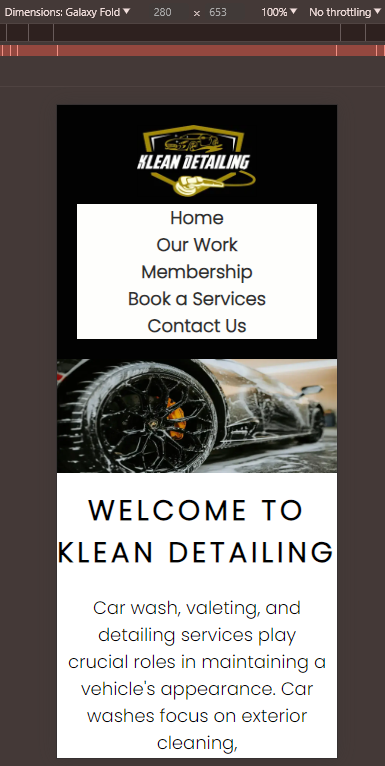 Dimensions: Galaxy Fold 280 × 653 100% No throttling
KLEAN DETAILING
Home
Our Work
Membership
Book a Services
Contact Us
WELCOME TO
KLEAN DETAILING
Car wash, valeting, and
detailing services play
crucial roles in maintaining a
vehicle's appearance. Car
washes focus on exterior
cleaning,